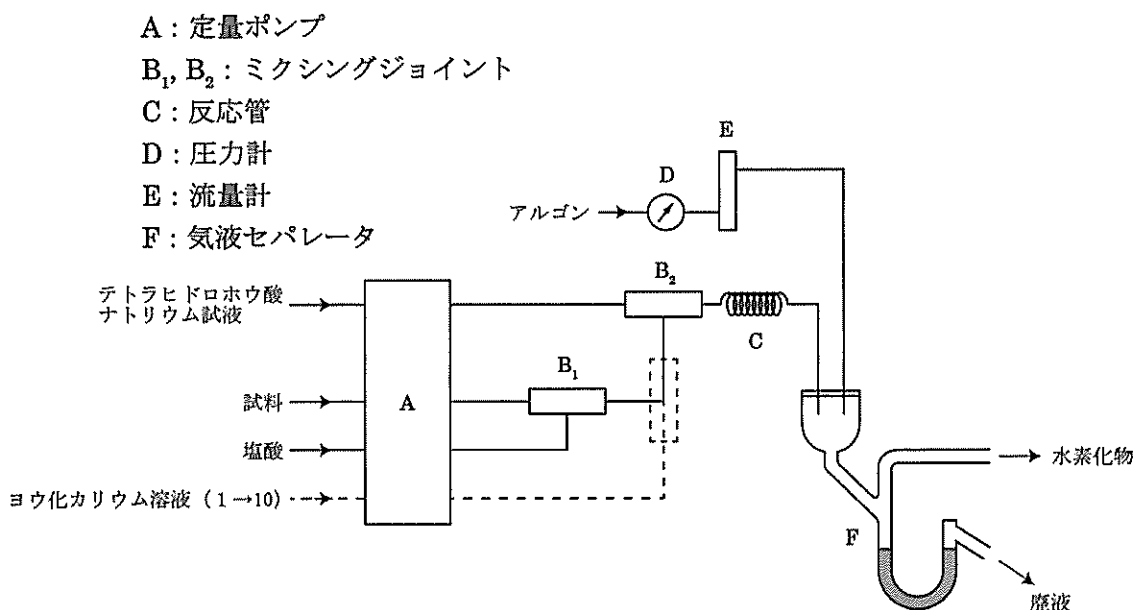 A：定量ポンプ
B₁, B₂：ミクシングジョイント
C：反応管
D：圧力計
E：流量計
F：気液セパレータ
E
D
アルゴン
B₂
テトラヒドロホウ酸
ナトリウム試液
C
B₁
試料
A
塩酸
水素化物
ヨウ化カリウム溶液（1→10）
F
廃液